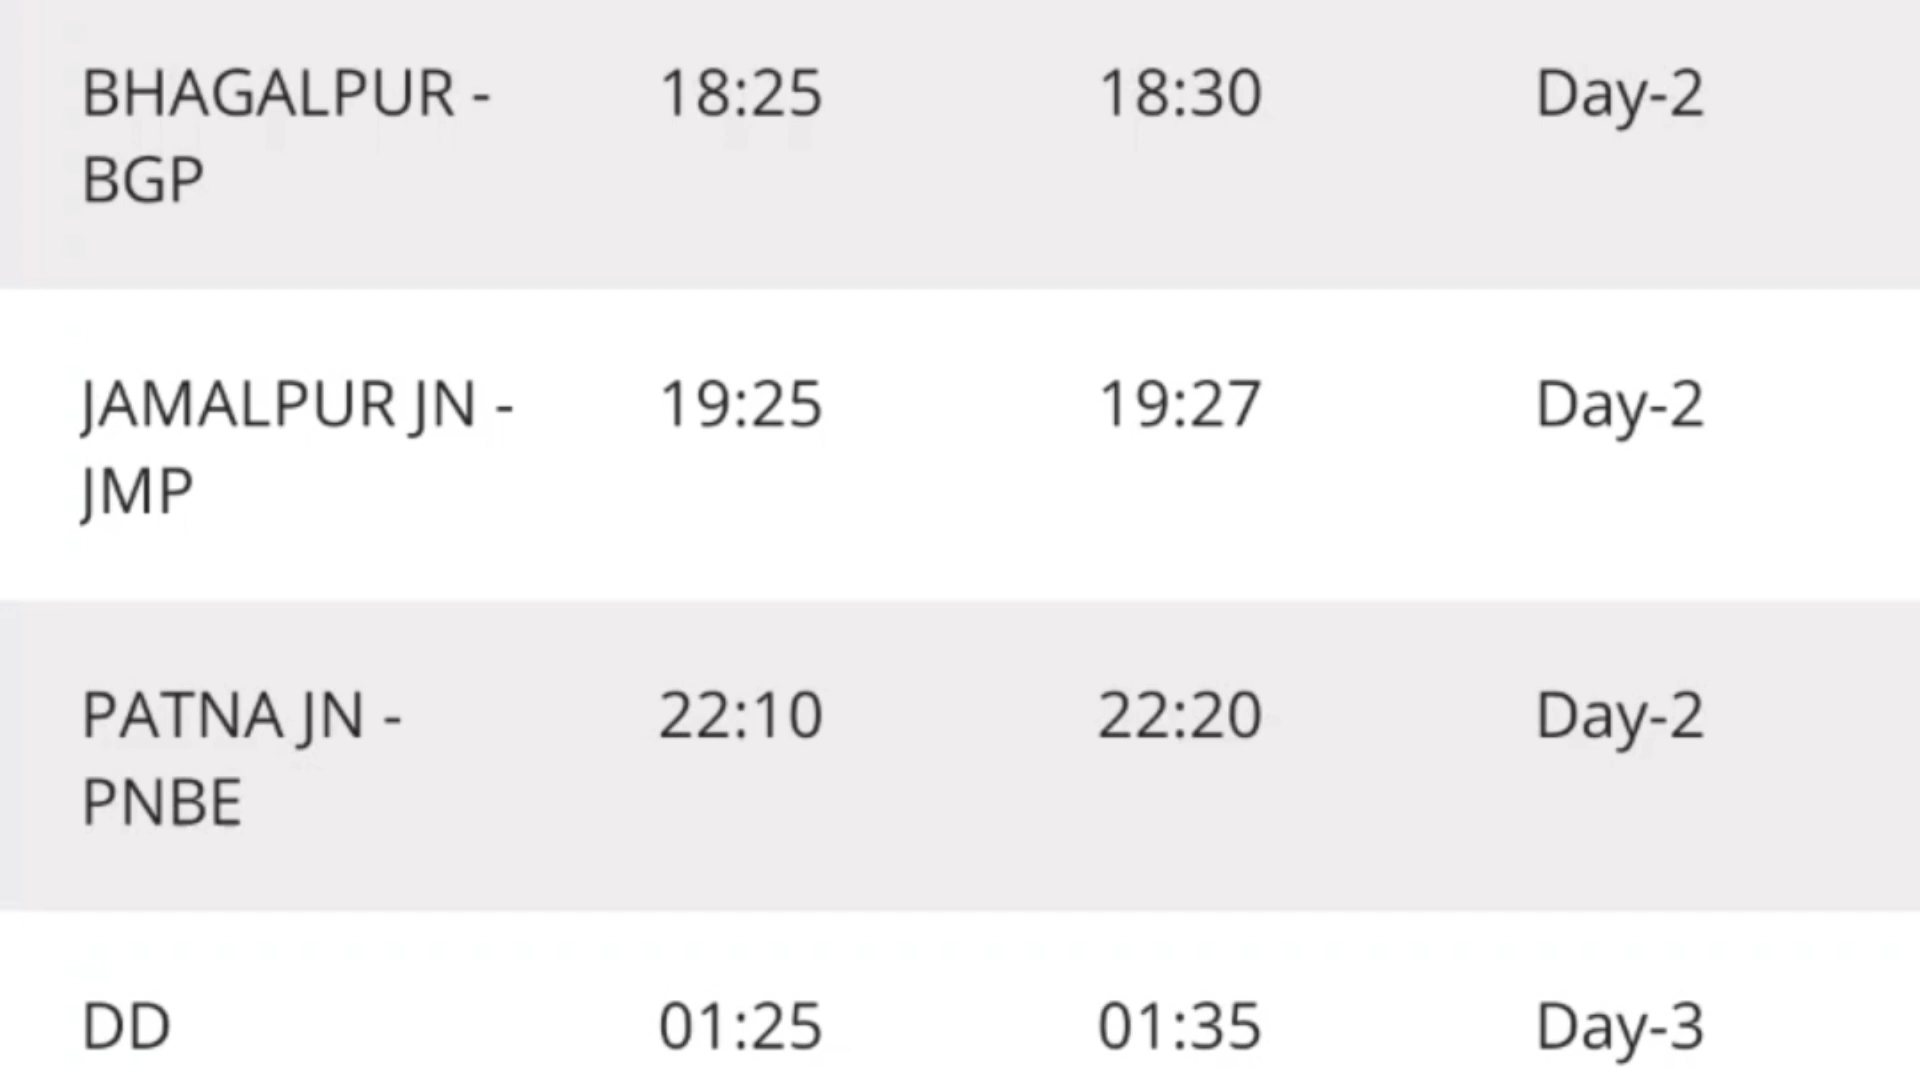 BHAGALPUR - 18:25 18:30 Day-2
BGP
JAMALPUR JN - 19:25 19:27 Day-2
JMP
PATNA JN - 22:10 22:20 Day-2
PNBE
DD 01:25 01:35 Day-3